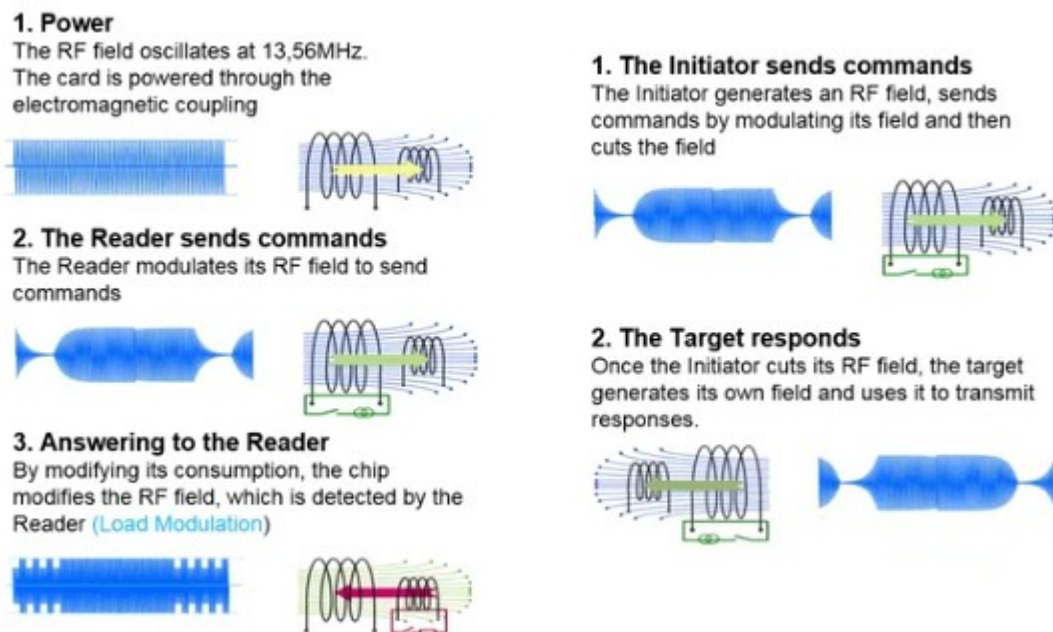 1. Power
The RF field oscillates at 13,56MHz.
The card is powered through the
electromagnetic coupling
2. The Reader sends commands
The Reader modulates its RF field to send
commands
3. Answering to the Reader
By modifying its consumption, the chip
modifies the RF field, which is detected by the
Reader (Load Modulation)
1. The Initiator sends commands
The Initiator generates an RF field, sends
commands by modulating its field and then
cuts the field
2. The Target responds
Once the Initiator cuts its RF field, the target
generates its own field and uses it to transmit
responses.